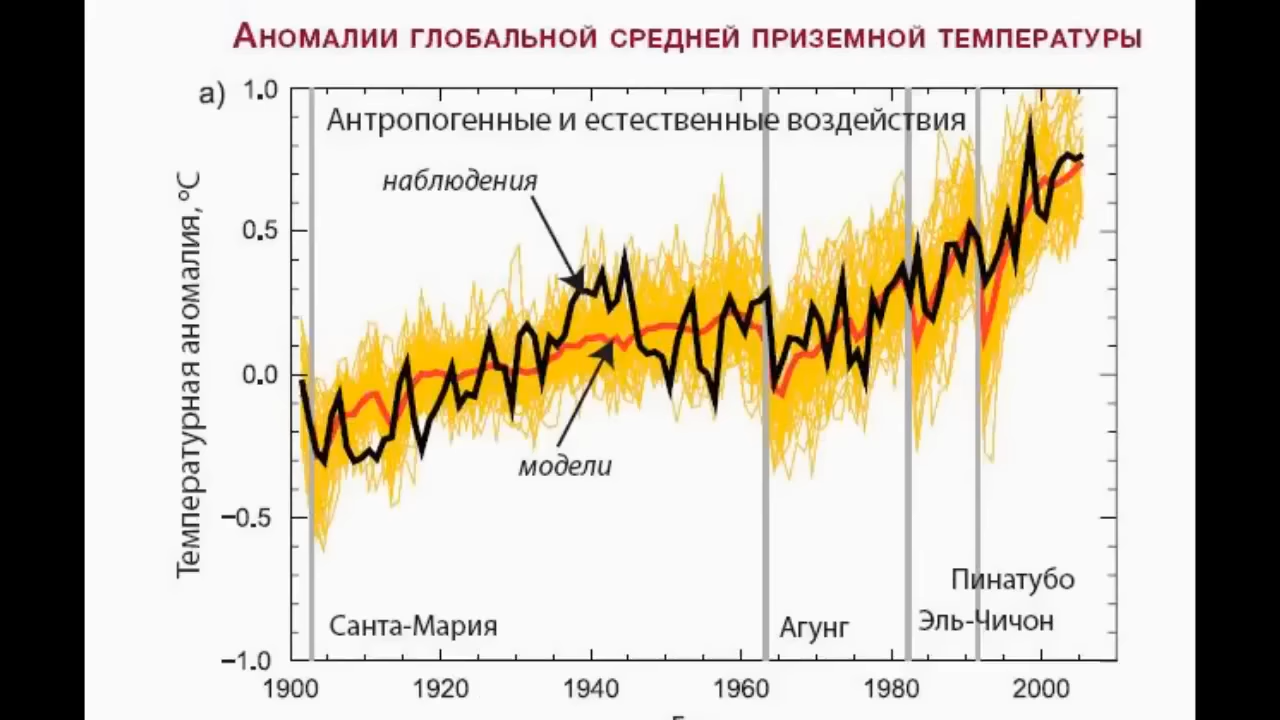 Аномалии глобальной средней приземной температуры
а)
Антропогенные и естественные воздействия
наблюдения
модели
Температурная аномалия, °C
1.0
0.5
0.0
−0.5
−1.0
Санта-Мария
Агунг
Пинатубо
Эль-Чичон
1900 1920 1940 1960 1980 2000